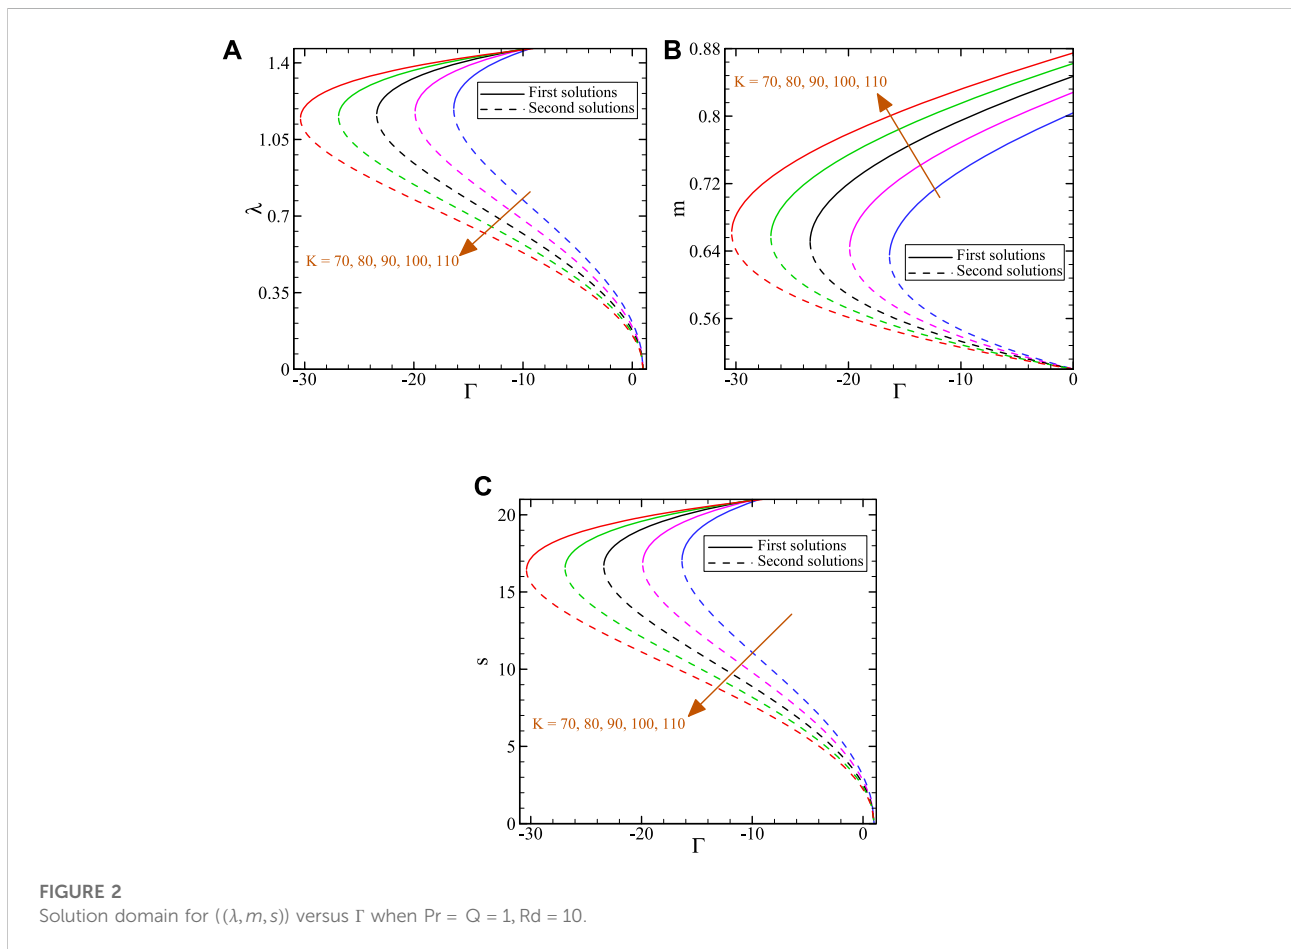 A
1.4
1.05
0.7
0.35
0
λ
-30
-20
-10
0
Γ
First solutions
Second solutions
K = 70, 80, 90, 100, 110
B
0.88
0.8
0.72
0.64
0.56
m
-30
-20
-10
0
Γ
K = 70, 80, 90, 100, 110
First solutions
Second solutions
C
20
15
10
5
0
s
-30
-20
-10
0
Γ
First solutions
Second solutions
K = 70, 80, 90, 100, 110
FIGURE 2
Solution domain for ((λ, m, s)) versus Γ when Pr = Q = 1, Rd = 10.